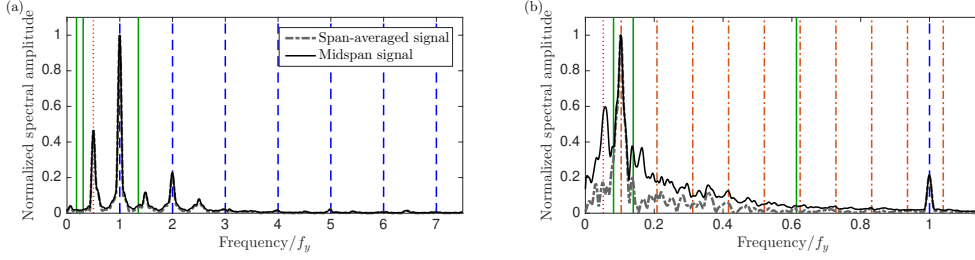 (a)
Normalized spectral amplitude
1
0.8
0.6
0.4
0.2
0
0 1 2 3 4 5 6 7
Frequency/f_y
Span-averaged signal
Midspan signal
(b)
Normalized spectral amplitude
1
0.8
0.6
0.4
0.2
0
0 0.2 0.4 0.6 0.8 1
Frequency/f_y